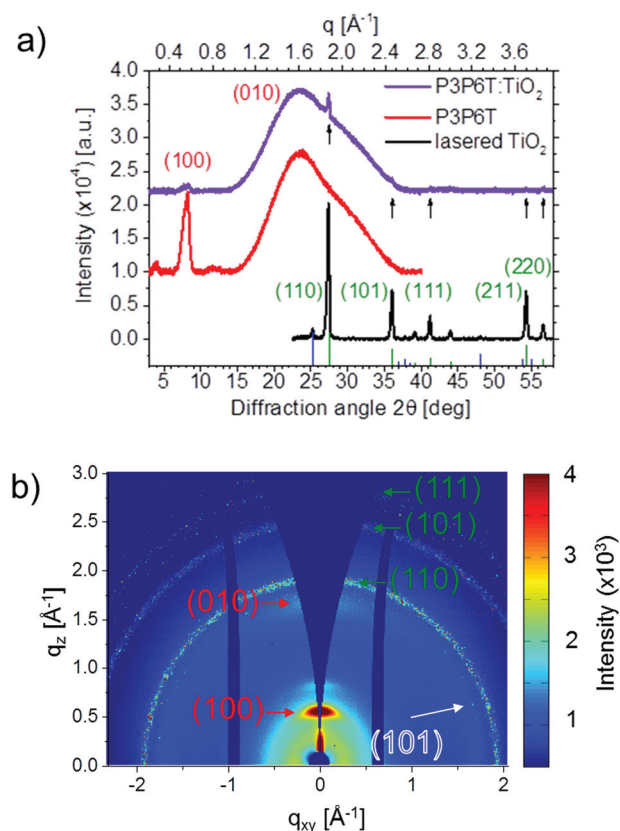 a)
q [Å⁻¹]
0.4 0.8 1.2 1.6 2.0 2.4 2.8 3.2 3.6
4.0
3.5
3.0
2.5
2.0
1.5
1.0
0.5
0.0
Intensity (x10⁴) [a.u.]
P3P6T:TiO₂
P3P6T
lasered TiO₂
(010)
(100)
(110)
(101)
(111)
(211)
(220)
5 10 15 20 25 30 35 40 45 50 55
Diffraction angle 2θ [deg]
b)
3.0
2.5
2.0
1.5
1.0
0.5
0.0
q_z [Å⁻¹]
(111)
(101)
(110)
(010)
(100)
(101)
-2 -1 0 1 2
q_xy [Å⁻¹]
4
3
2
1
Intensity (x10³)